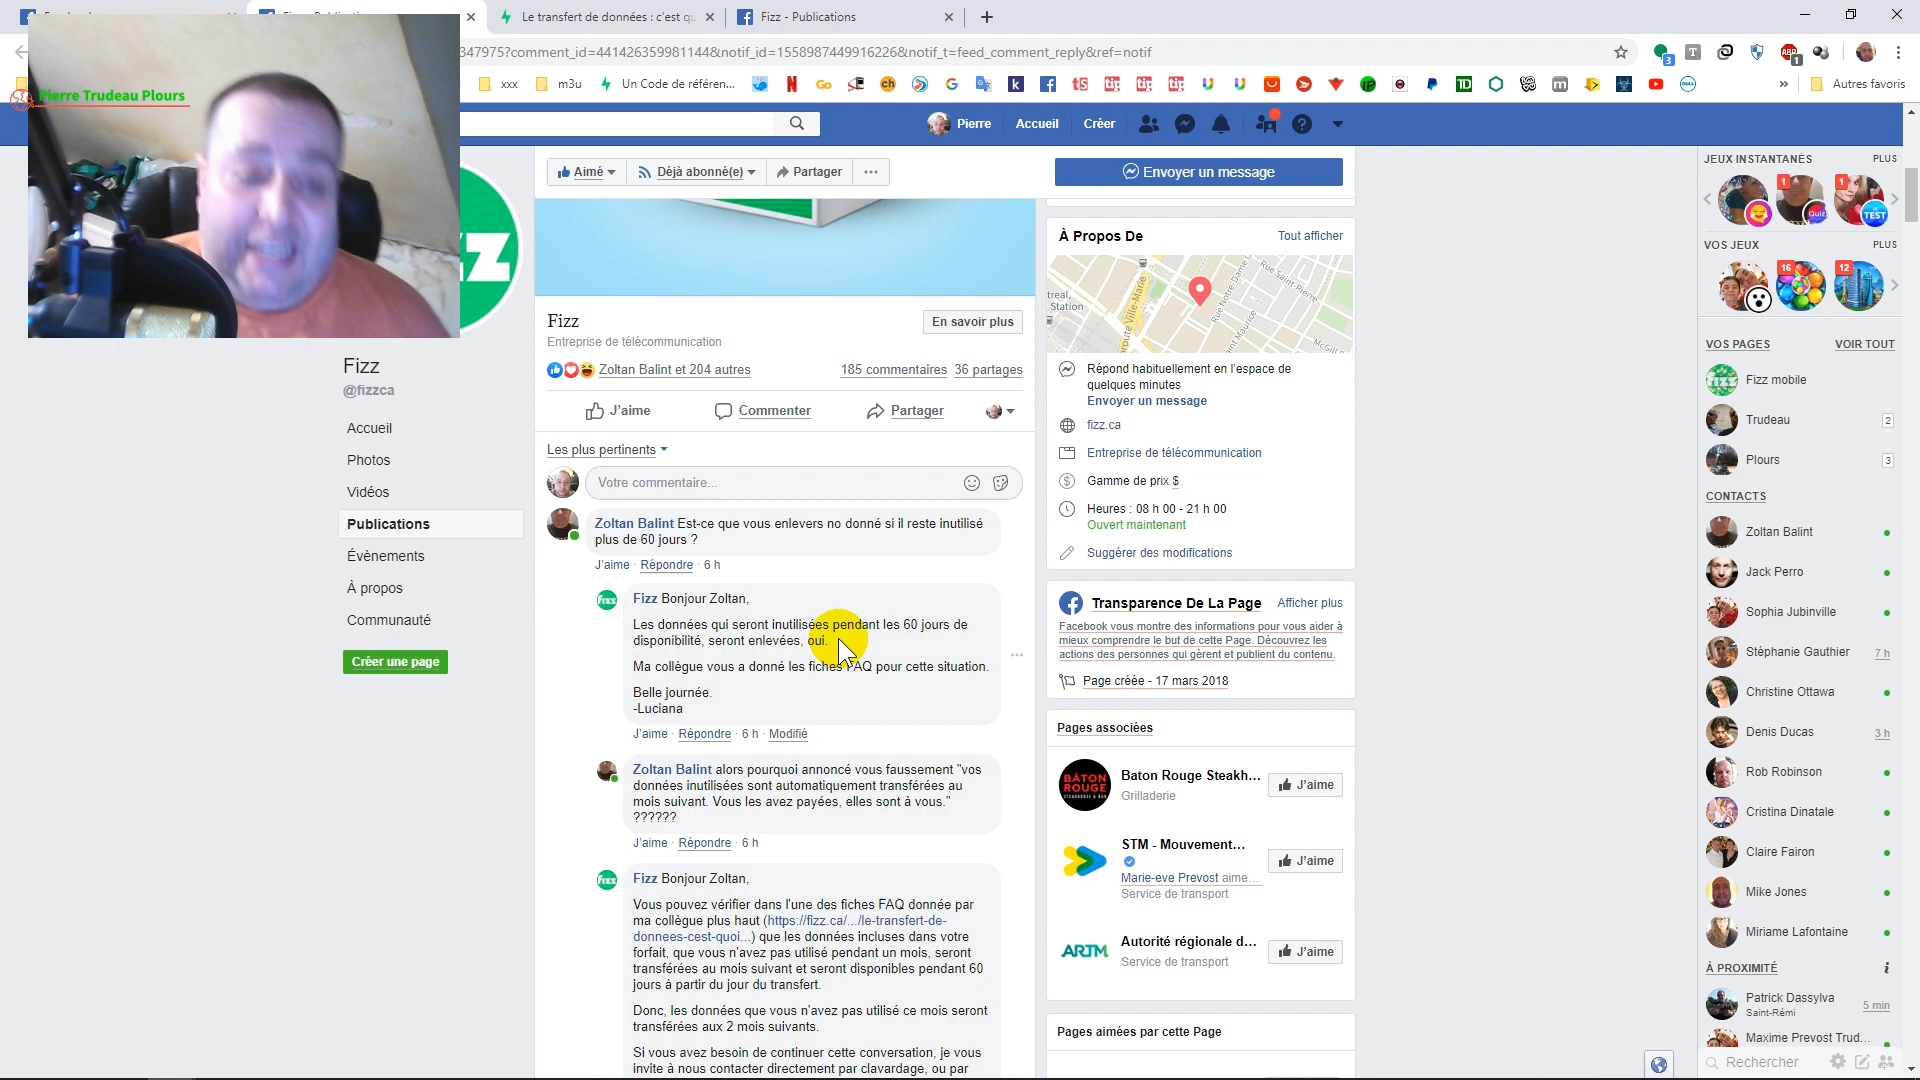 Le transfert de données : c'est qu
Fizz - Publications
347975?comment_id=441426359981144&notif_id=1558987449916226&notif_t=feed_comment_reply&ref=notif
xxx
m3u
Un Code de référen...
Autres favoris
Pierre Trudeau Plours
Pierre
Accueil
Créer
Aimé
Déjà abonné(e)
Partager
Envoyer un message
Fizz
Entreprise de télécommunication
En savoir plus
Zoltan Balint et 204 autres
185 commentaires
36 partages
J'aime
Commenter
Partager
Les plus pertinents
Votre commentaire...
Zoltan Balint Est-ce que vous enlevers no donné si il reste inutilisé
plus de 60 jours ?
J'aime · Répondre · 6 h
Fizz Bonjour Zoltan,
Les données qui seront inutilisées pendant les 60 jours de
disponibilité, seront enlevées, oui.
Ma collègue vous a donné les fiches FAQ pour cette situation.
Belle journée.
-Luciana
J'aime · Répondre · 6 h · Modifié
Zoltan Balint alors pourquoi annoncé vous faussement "vos
données inutilisées sont automatiquement transférées au
mois suivant. Vous les avez payées, elles sont à vous."
??????
J'aime · Répondre · 6 h
Fizz Bonjour Zoltan,
Vous pouvez vérifier dans l'une des fiches FAQ donnée par
ma collègue plus haut (https://fizz.ca/.../le-transfert-de-
donnees-cest-quoi...) que les données incluses dans votre
forfait, que vous n'avez pas utilisé pendant un mois, seront
transférées au mois suivant et seront disponibles pendant 60
jours à partir du jour du transfert.
Donc, les données que vous n'avez pas utilisé ce mois seront
transférées aux 2 mois suivants.
Si vous avez besoin de continuer cette conversation, je vous
invite à nous contacter directement par clavardage, ou par
Fizz
@fizzca
Accueil
Photos
Vidéos
Publications
Évènements
À propos
Communauté
Créer une page
À Propos De
Tout afficher
Répond habituellement en l'espace de
quelques minutes
Envoyer un message
fizz.ca
Entreprise de télécommunication
Gamme de prix $
Heures : 08 h 00 - 21 h 00
Ouvert maintenant
Suggérer des modifications
Transparence De La Page
Afficher plus
Facebook vous montre des informations pour vous aider à
mieux comprendre le but de cette Page. Découvrez les
actions des personnes qui gèrent et publient du contenu.
Page créée - 17 mars 2018
Pages associées
BÂTON
ROUGE
Baton Rouge Steakh...
Grilladerie
J'aime
STM - Mouvement...
Marie-eve Prevost aime...
Service de transport
J'aime
ARTM
Autorité régionale d...
Service de transport
J'aime
Pages aimées par cette Page
JEUX INSTANTANÉS
PLUS
VOS JEUX
PLUS
16
12
VOS PAGES
VOIR TOUT
Fizz mobile
Trudeau
2
Plours
3
CONTACTS
Zoltan Balint
Jack Perro
Sophia Jubinville
Stéphanie Gauthier
7 h
Christine Ottawa
Denis Ducas
3 h
Rob Robinson
Cristina Dinatale
Claire Fairon
Mike Jones
Miriame Lafontaine
À PROXIMITÉ
Patrick Dassylva
Saint-Rémi
5 min
Maxime Prevost Trud...
Rechercher